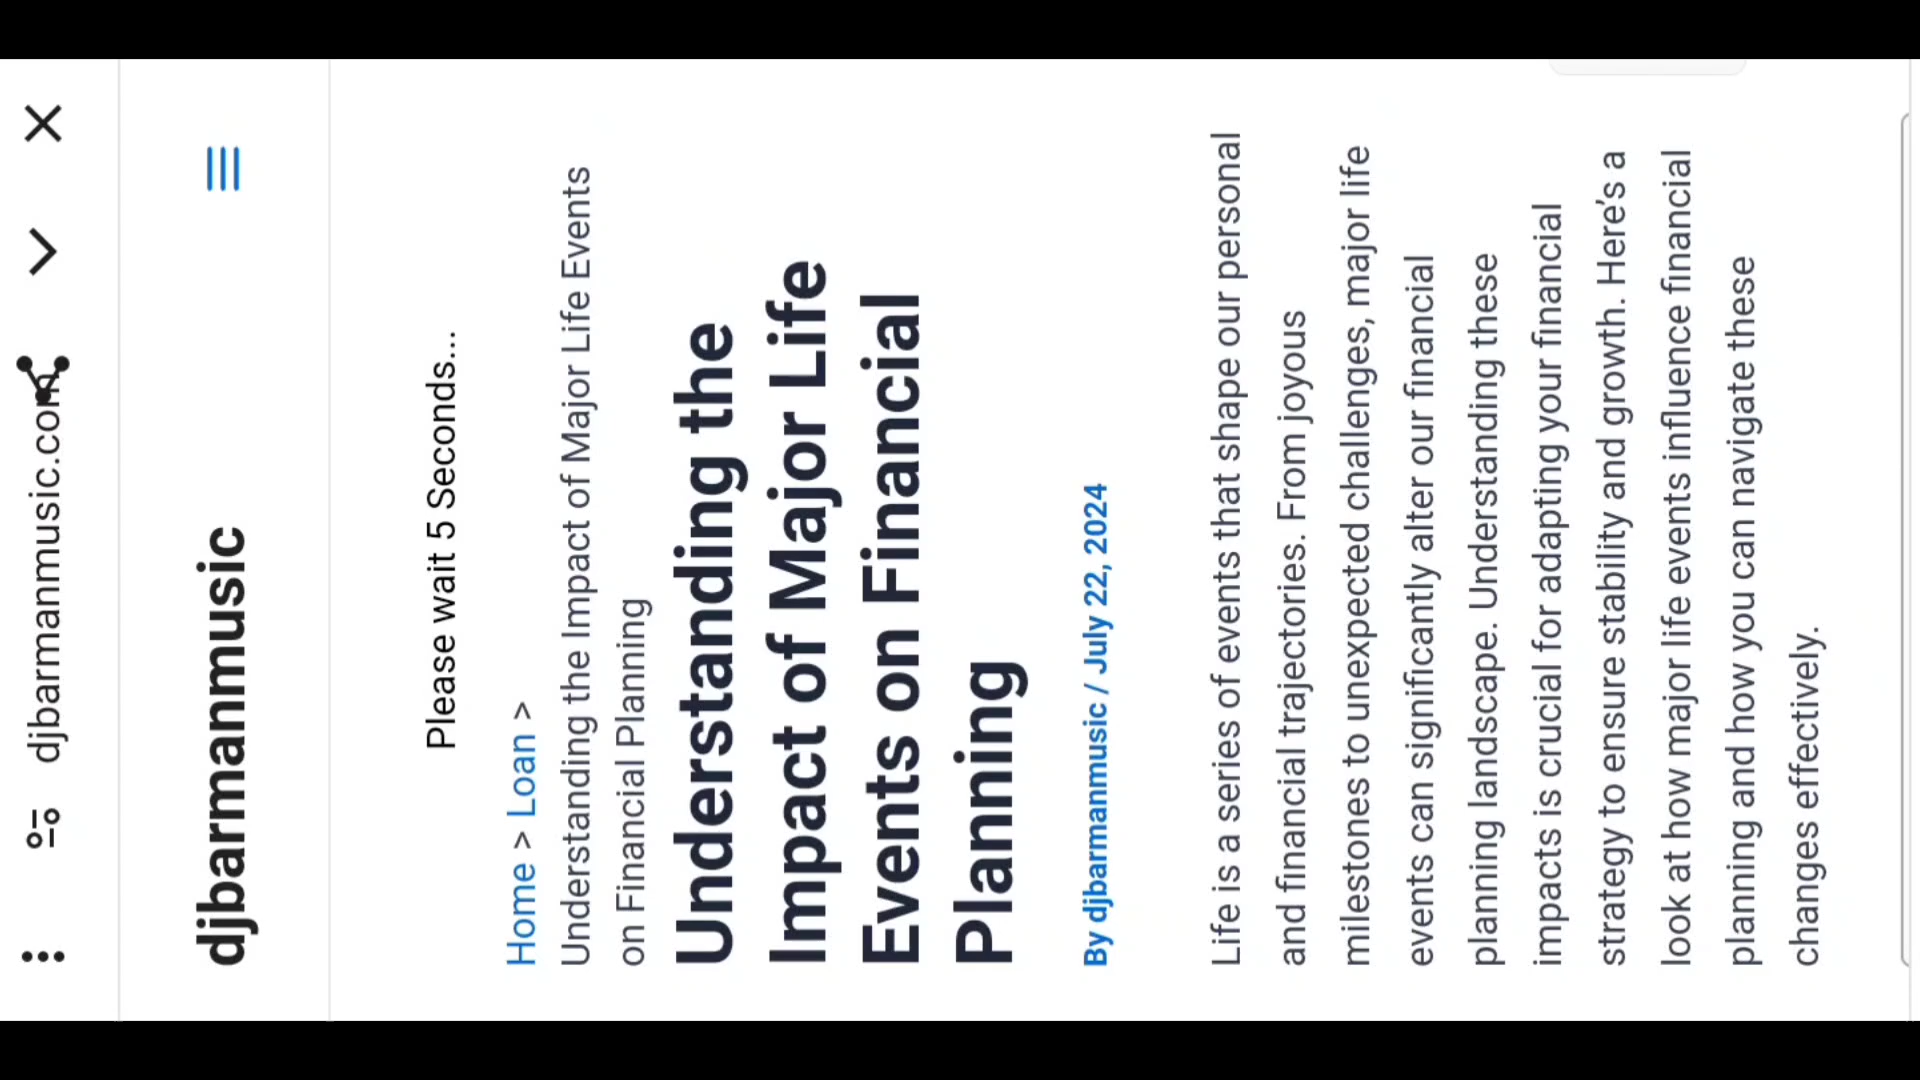 djbarmanmusic.com
djbarmanmusic
Please wait 5 Seconds...
Home > Loan >
Understanding the Impact of Major Life Events
on Financial Planning
Understanding the
Impact of Major Life
Events on Financial
Planning
By djbarmanmusic / July 22, 2024
Life is a series of events that shape our personal
and financial trajectories. From joyous
milestones to unexpected challenges, major life
events can significantly alter our financial
planning landscape. Understanding these
impacts is crucial for adapting your financial
strategy to ensure stability and growth. Here's a
look at how major life events influence financial
planning and how you can navigate these
changes effectively.